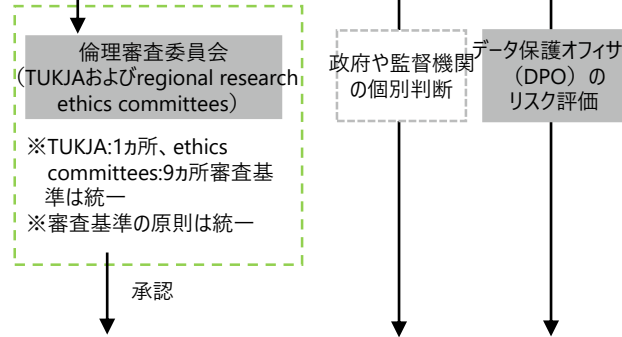 倫理審査委員会
（TUKJAおよびregional research
ethics committees）
※TUKJA:1ヵ所、ethics
committees:9ヵ所審査基
準は統一
※審査基準の原則は統一
承認
政府や監督機関
の個別判断
データ保護オフィサ
（DPO）の
リスク評価